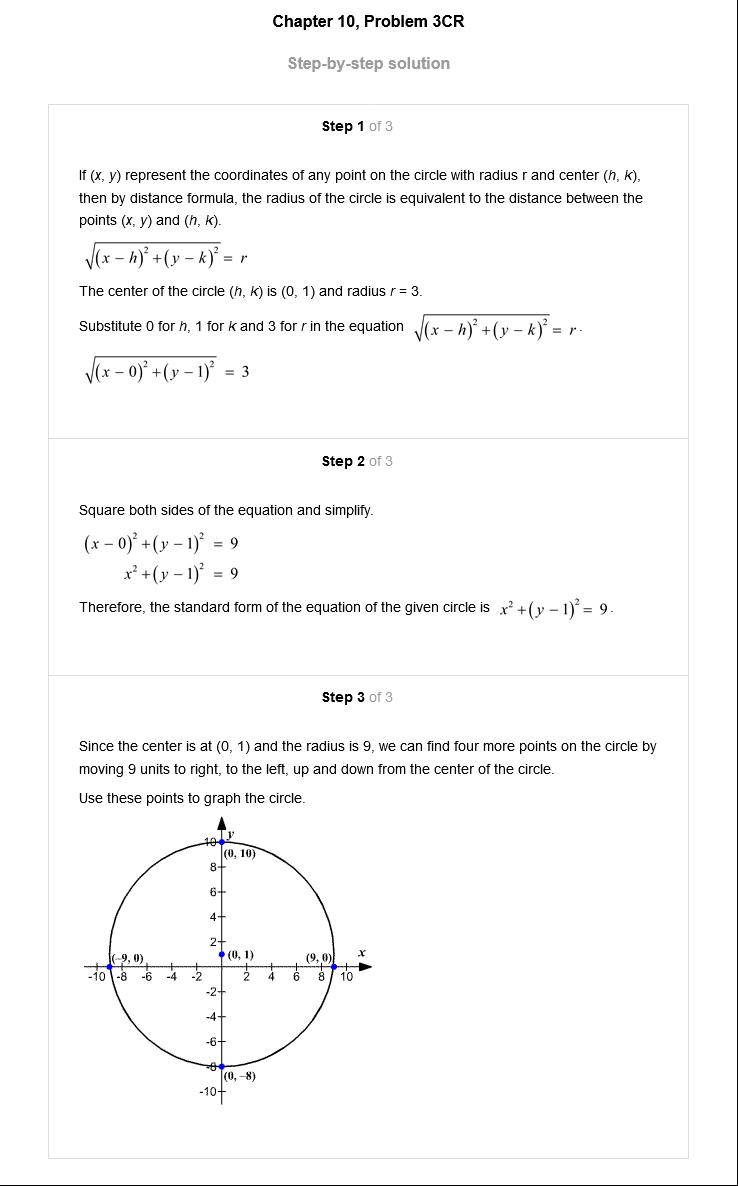 Chapter 10, Problem 3CR
Step-by-step solution
Step 1 of 3
If (x, y) represent the coordinates of any point on the circle with radius r and center (h, k),
then by distance formula, the radius of the circle is equivalent to the distance between the
points (x, y) and (h, k).
√((x − h)² + (y − k)²) = r
The center of the circle (h, k) is (0, 1) and radius r = 3.
Substitute 0 for h, 1 for k and 3 for r in the equation √((x − h)² + (y − k)²) = r.
√((x − 0)² + (y − 1)²) = 3
Step 2 of 3
Square both sides of the equation and simplify.
(x − 0)² + (y − 1)² = 9
x² + (y − 1)² = 9
Therefore, the standard form of the equation of the given circle is x² + (y − 1)² = 9.
Step 3 of 3
Since the center is at (0, 1) and the radius is 9, we can find four more points on the circle by
moving 9 units to right, to the left, up and down from the center of the circle.
Use these points to graph the circle.
y
10
(0, 10)
8
6
4
2
(−9, 0) (0, 1) (9, 0) x
-10 -8 -6 -4 -2 2 4 6 8 10
-2
-4
-6
-8
(0, −8)
-10